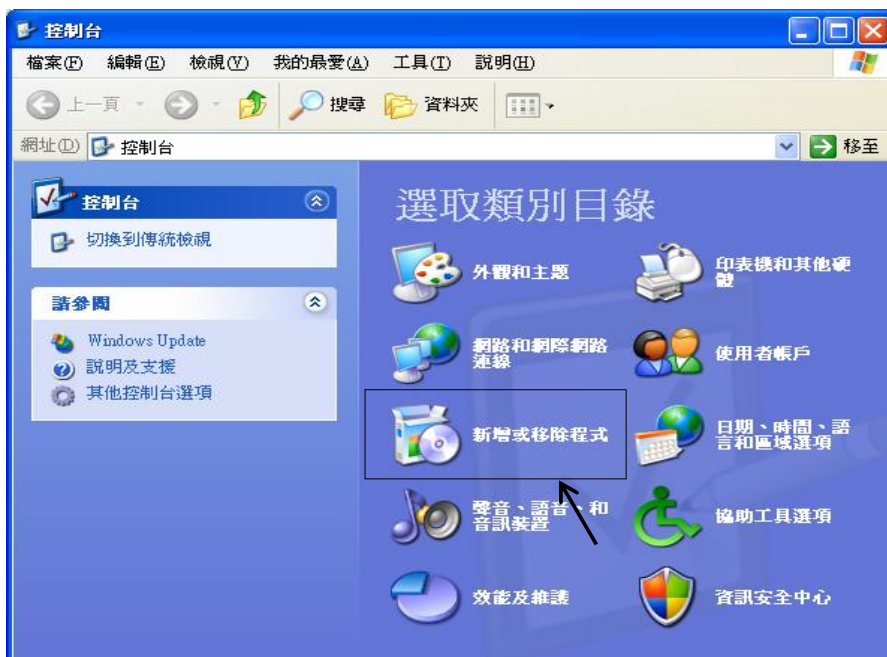 控制台
檔案(F) 編輯(E) 檢視(V) 我的最愛(A) 工具(T) 說明(H)
上一頁 搜尋 資料夾
網址(D) 控制台 移至
控制台
切換到傳統檢視
請參閱
Windows Update
說明及支援
其他控制台選項
選取類別目錄
外觀和主題
印表機和其他硬
體
網路和網際網路
連線
使用者帳戶
新增或移除程式
日期、時間、語
言和區域選項
聲音、語音、和
音訊裝置
協助工具選項
效能及維護
資訊安全中心